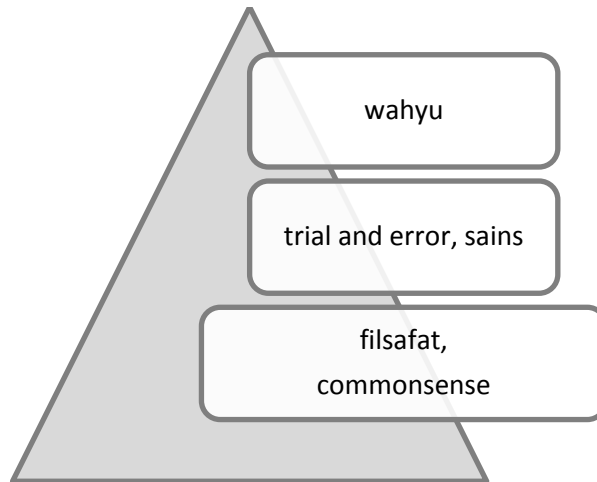 wahyu
trial and error, sains
filsafat,
commonsense